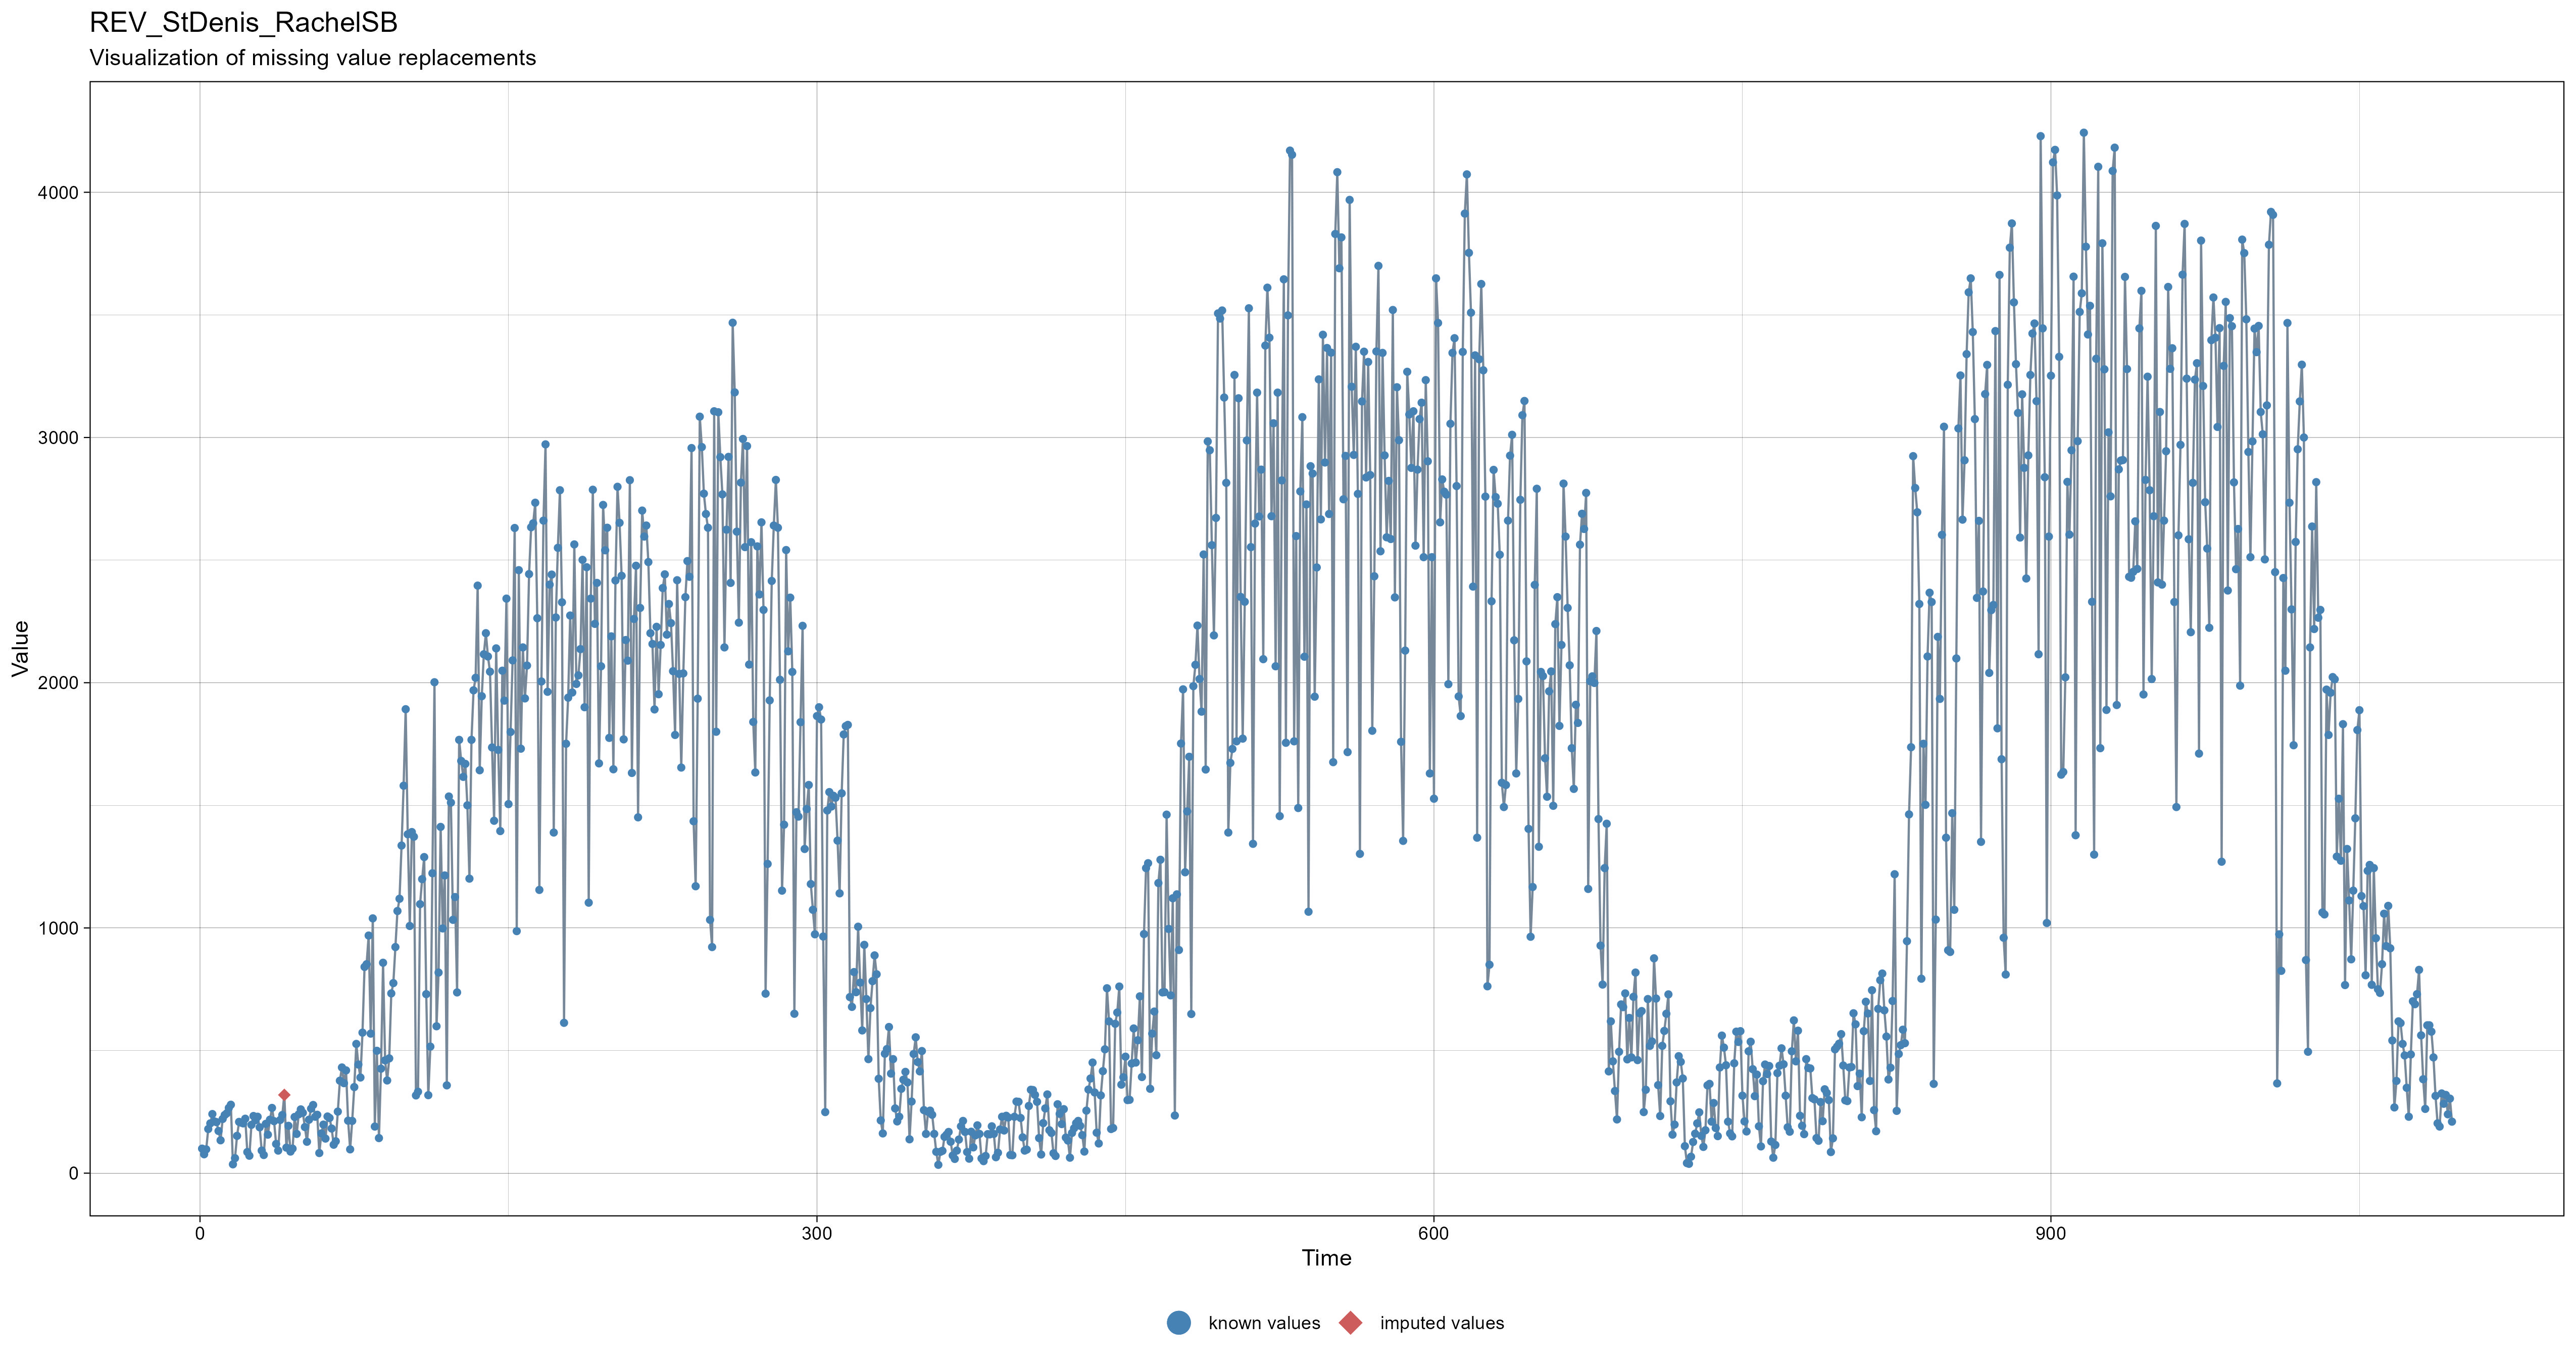 REV_StDenis_RachelSB
Visualization of missing value replacements
Value
4000
3000
2000
1000
0
0 300 600 900
Time
known values imputed values